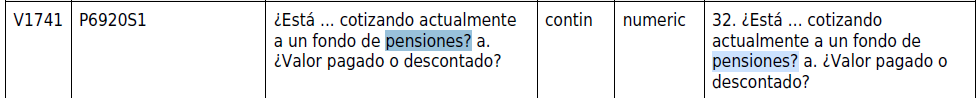 V1741 P6920S1 ¿Está ... cotizando actualmente contin numeric 32. ¿Está ... cotizando
a un fondo de pensiones? a. actualmente a un fondo de
¿Valor pagado o descontado? pensiones? a. ¿Valor pagado o
descontado?